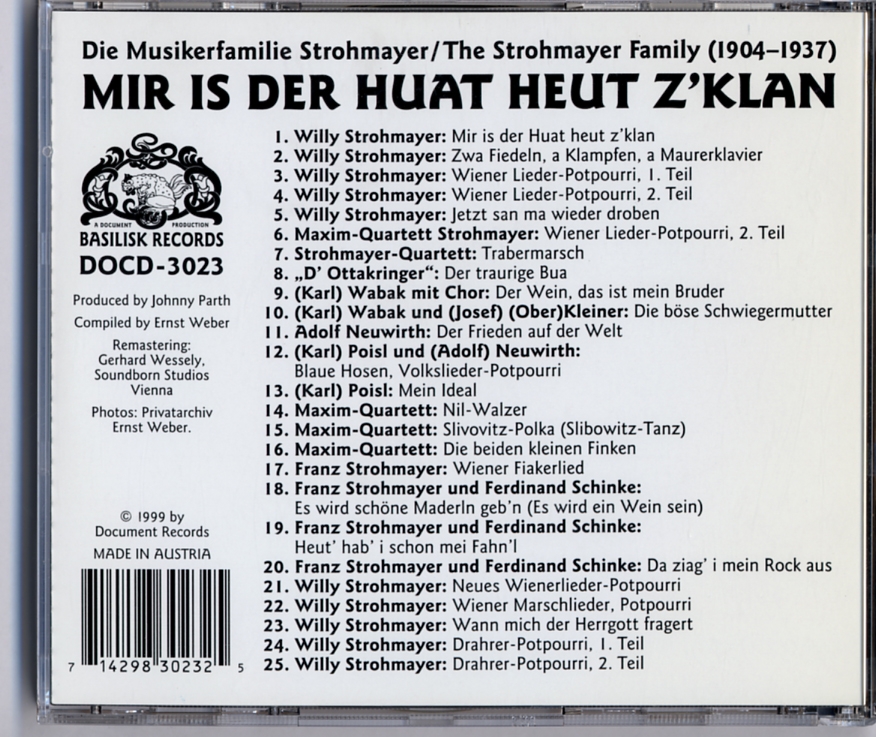 Die Musikerfamilie Strohmayer/The Strohmayer Family (1904–1937)
MIR IS DER HUAT HEUT Z’KLAN
A DOCUMENT PRODUCTION
BASILISK RECORDS
DOCD-3023
Produced by Johnny Parth
Compiled by Ernst Weber
Remastering:
Gerhard Wessely,
Soundborn Studios
Vienna
Photos: Privatarchiv
Ernst Weber.
© 1999 by
Document Records
MADE IN AUSTRIA
7 14298 30232 5
1. Willy Strohmayer: Mir is der Huat heut z’klan
2. Willy Strohmayer: Zwa Fiedeln, a Klampfen, a Maurerklavier
3. Willy Strohmayer: Wiener Lieder-Potpourri, 1. Teil
4. Willy Strohmayer: Wiener Lieder-Potpourri, 2. Teil
5. Willy Strohmayer: Jetzt san ma wieder droben
6. Maxim-Quartett Strohmayer: Wiener Lieder-Potpourri, 2. Teil
7. Strohmayer-Quartett: Trabermarsch
8. „D’ Ottakringer“: Der traurige Bua
9. (Karl) Wabak mit Chor: Der Wein, das ist mein Bruder
10. (Karl) Wabak und (Josef) (Ober)Kleiner: Die böse Schwiegermutter
11. Adolf Neuwirth: Der Frieden auf der Welt
12. (Karl) Poisl und (Adolf) Neuwirth:
Blaue Hosen, Volkslieder-Potpourri
13. (Karl) Poisl: Mein Ideal
14. Maxim-Quartett: Nil-Walzer
15. Maxim-Quartett: Slivovitz-Polka (Slibowitz-Tanz)
16. Maxim-Quartett: Die beiden kleinen Finken
17. Franz Strohmayer: Wiener Fiakerlied
18. Franz Strohmayer und Ferdinand Schinke:
Es wird schöne Maderln geb’n (Es wird ein Wein sein)
19. Franz Strohmayer und Ferdinand Schinke:
Heut’ hab’ i schon mei Fahn’l
20. Franz Strohmayer und Ferdinand Schinke: Da ziag’ i mein Rock aus
21. Willy Strohmayer: Neues Wienerlieder-Potpourri
22. Willy Strohmayer: Wiener Marschlieder, Potpourri
23. Willy Strohmayer: Wann mich der Herrgott fragert
24. Willy Strohmayer: Drahrer-Potpourri, 1. Teil
25. Willy Strohmayer: Drahrer-Potpourri, 2. Teil